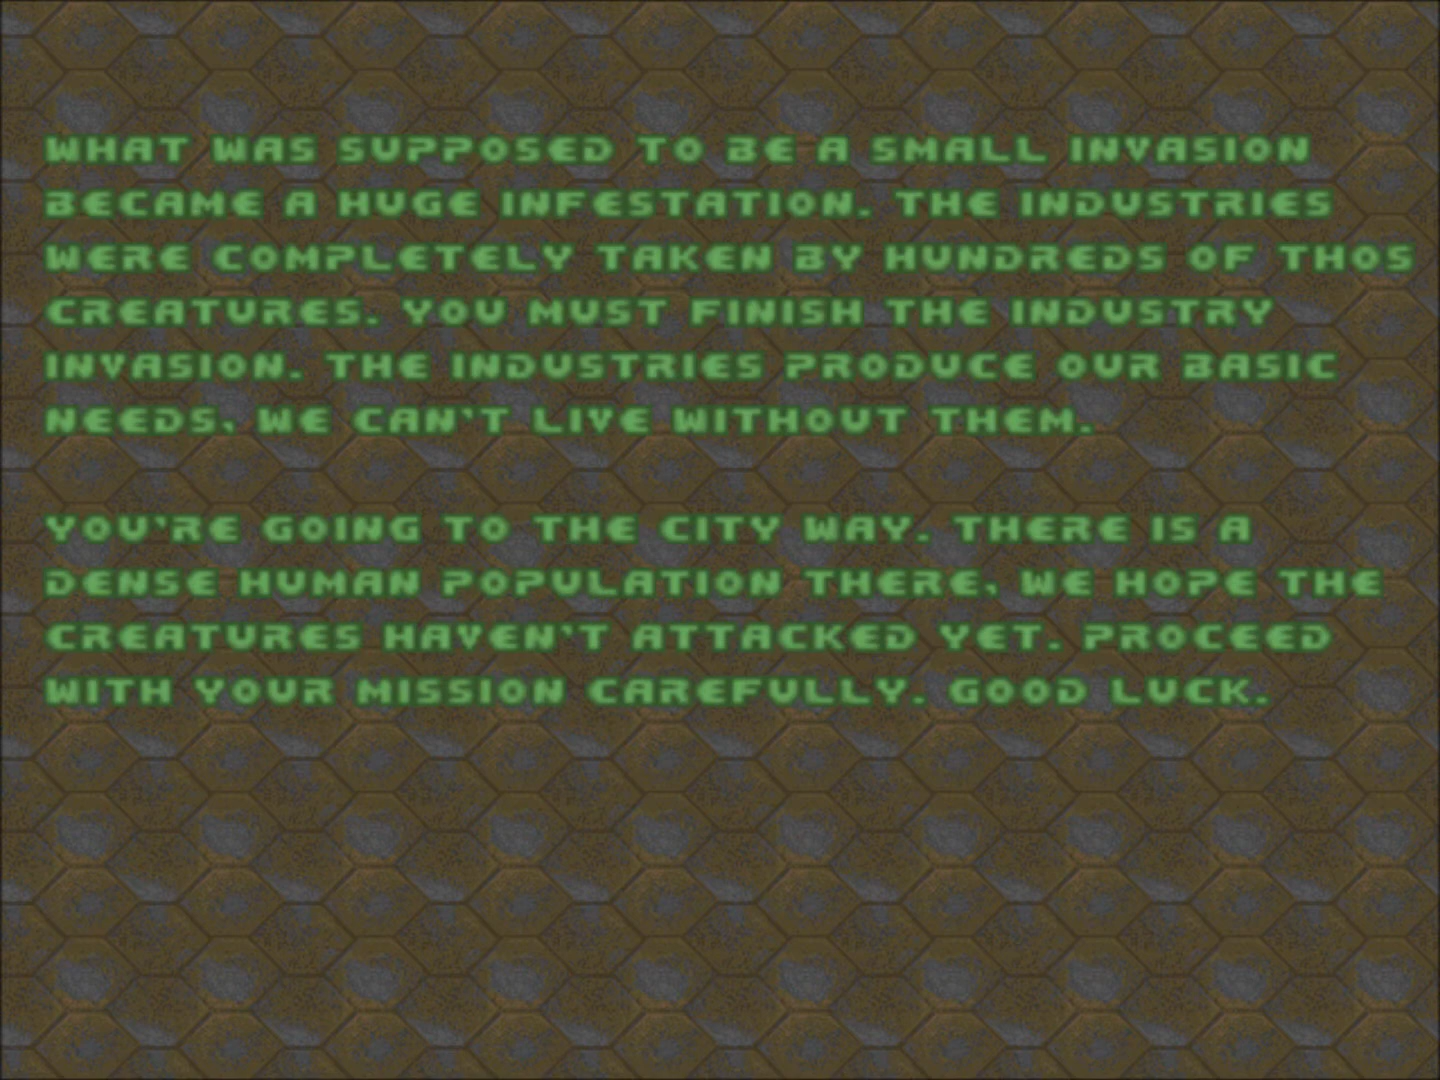 WHAT WAS SUPPOSED TO BE A SMALL INVASION
BECAME A HUGE INFESTATION. THE INDUSTRIES
WERE COMPLETELY TAKEN BY HUNDREDS OF THOS
CREATURES. YOU MUST FINISH THE INDUSTRY
INVASION. THE INDUSTRIES PRODUCE OUR BASIC
NEEDS, WE CAN'T LIVE WITHOUT THEM.
YOU'RE GOING TO THE CITY WAY. THERE IS A
DENSE HUMAN POPULATION THERE, WE HOPE THE
CREATURES HAVEN'T ATTACKED YET. PROCEED
WITH YOUR MISSION CAREFULLY. GOOD LUCK.